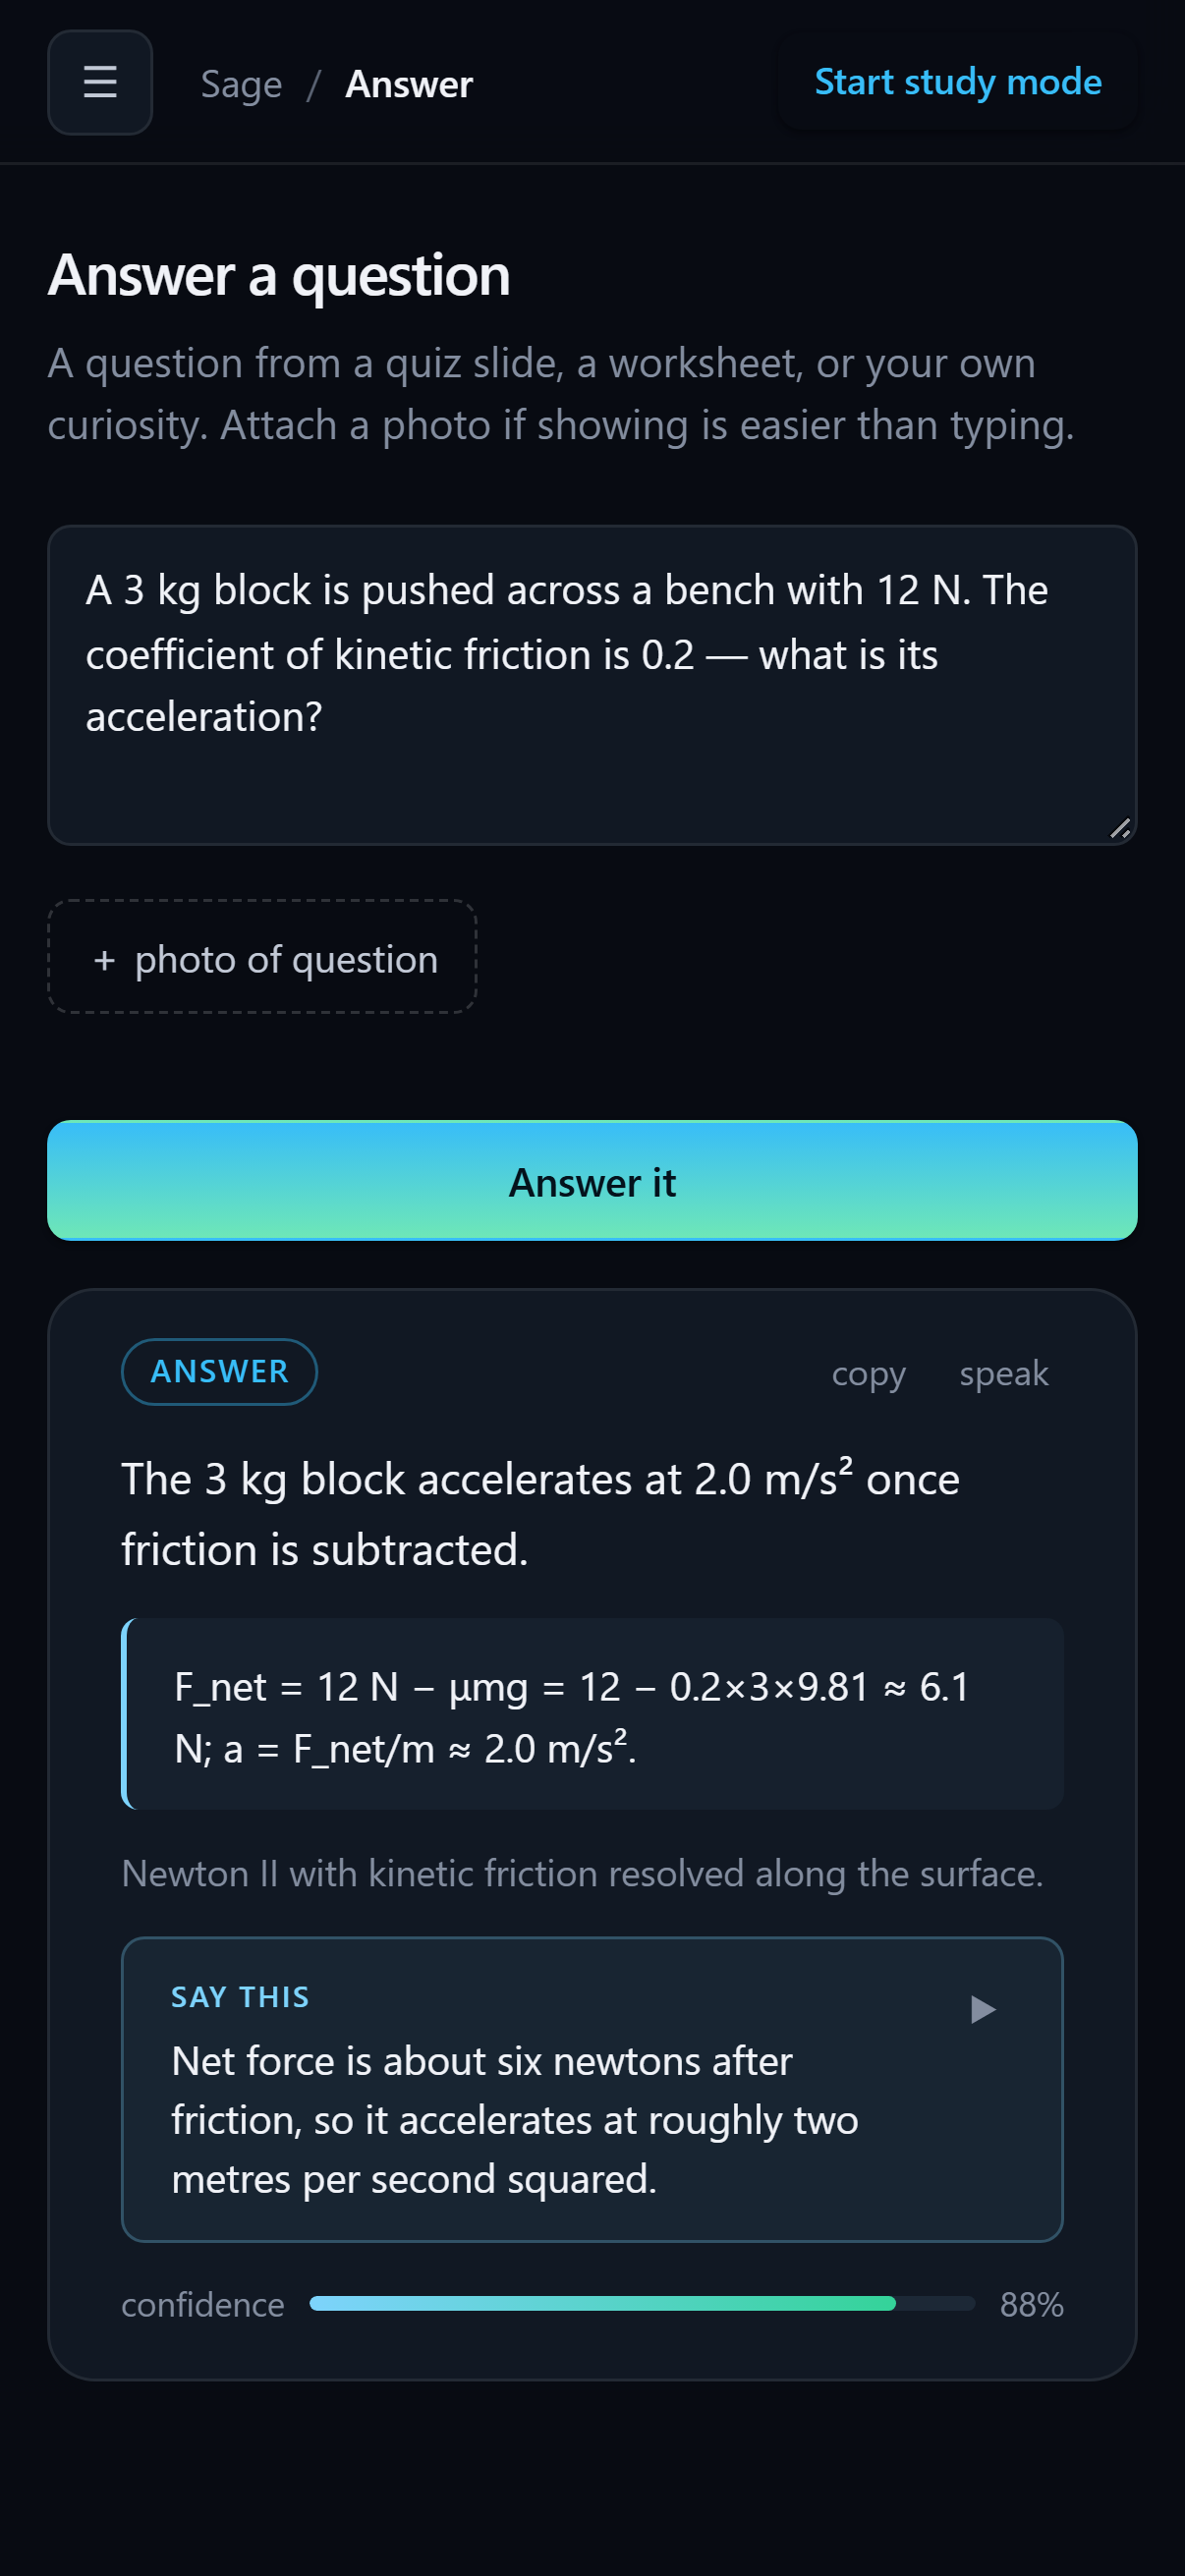 ☰ Sage / Answer Start study mode
Answer a question
A question from a quiz slide, a worksheet, or your own
curiosity. Attach a photo if showing is easier than typing.
A 3 kg block is pushed across a bench with 12 N. The
coefficient of kinetic friction is 0.2 — what is its
acceleration?
+ photo of question
Answer it
ANSWER copy speak
The 3 kg block accelerates at 2.0 m/s² once
friction is subtracted.
F_net = 12 N − μmg = 12 − 0.2×3×9.81 ≈ 6.1
N; a = F_net/m ≈ 2.0 m/s².
Newton II with kinetic friction resolved along the surface.
SAY THIS
Net force is about six newtons after
friction, so it accelerates at roughly two
metres per second squared.
confidence 88%